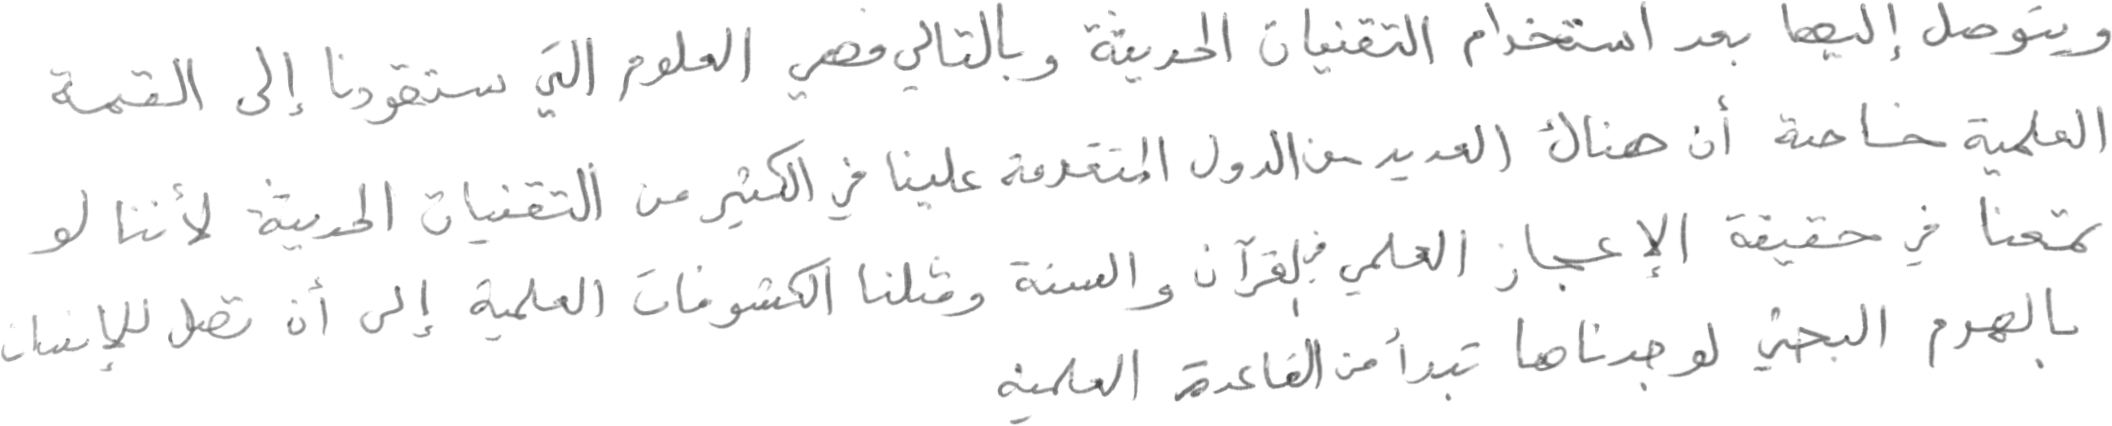 ويتوصل إليها بعد استخدام التقنيات الحديثة وبالتالي فهي العلوم التي ستقودنا إلى القمة
العلمية خاصة أن هناك العديد من الدول المتقدمة علينا في الكثير من التقنيات الحديثة لأننا لو
تمعنا في حقيقة الإعجاز العلمي في القرآن والسنة ومثلنا الكشوفات العلمية إلى أن تصل للإنسان
بالهرم البحثي لوجدناها تبدأ من القاعدة العلمية